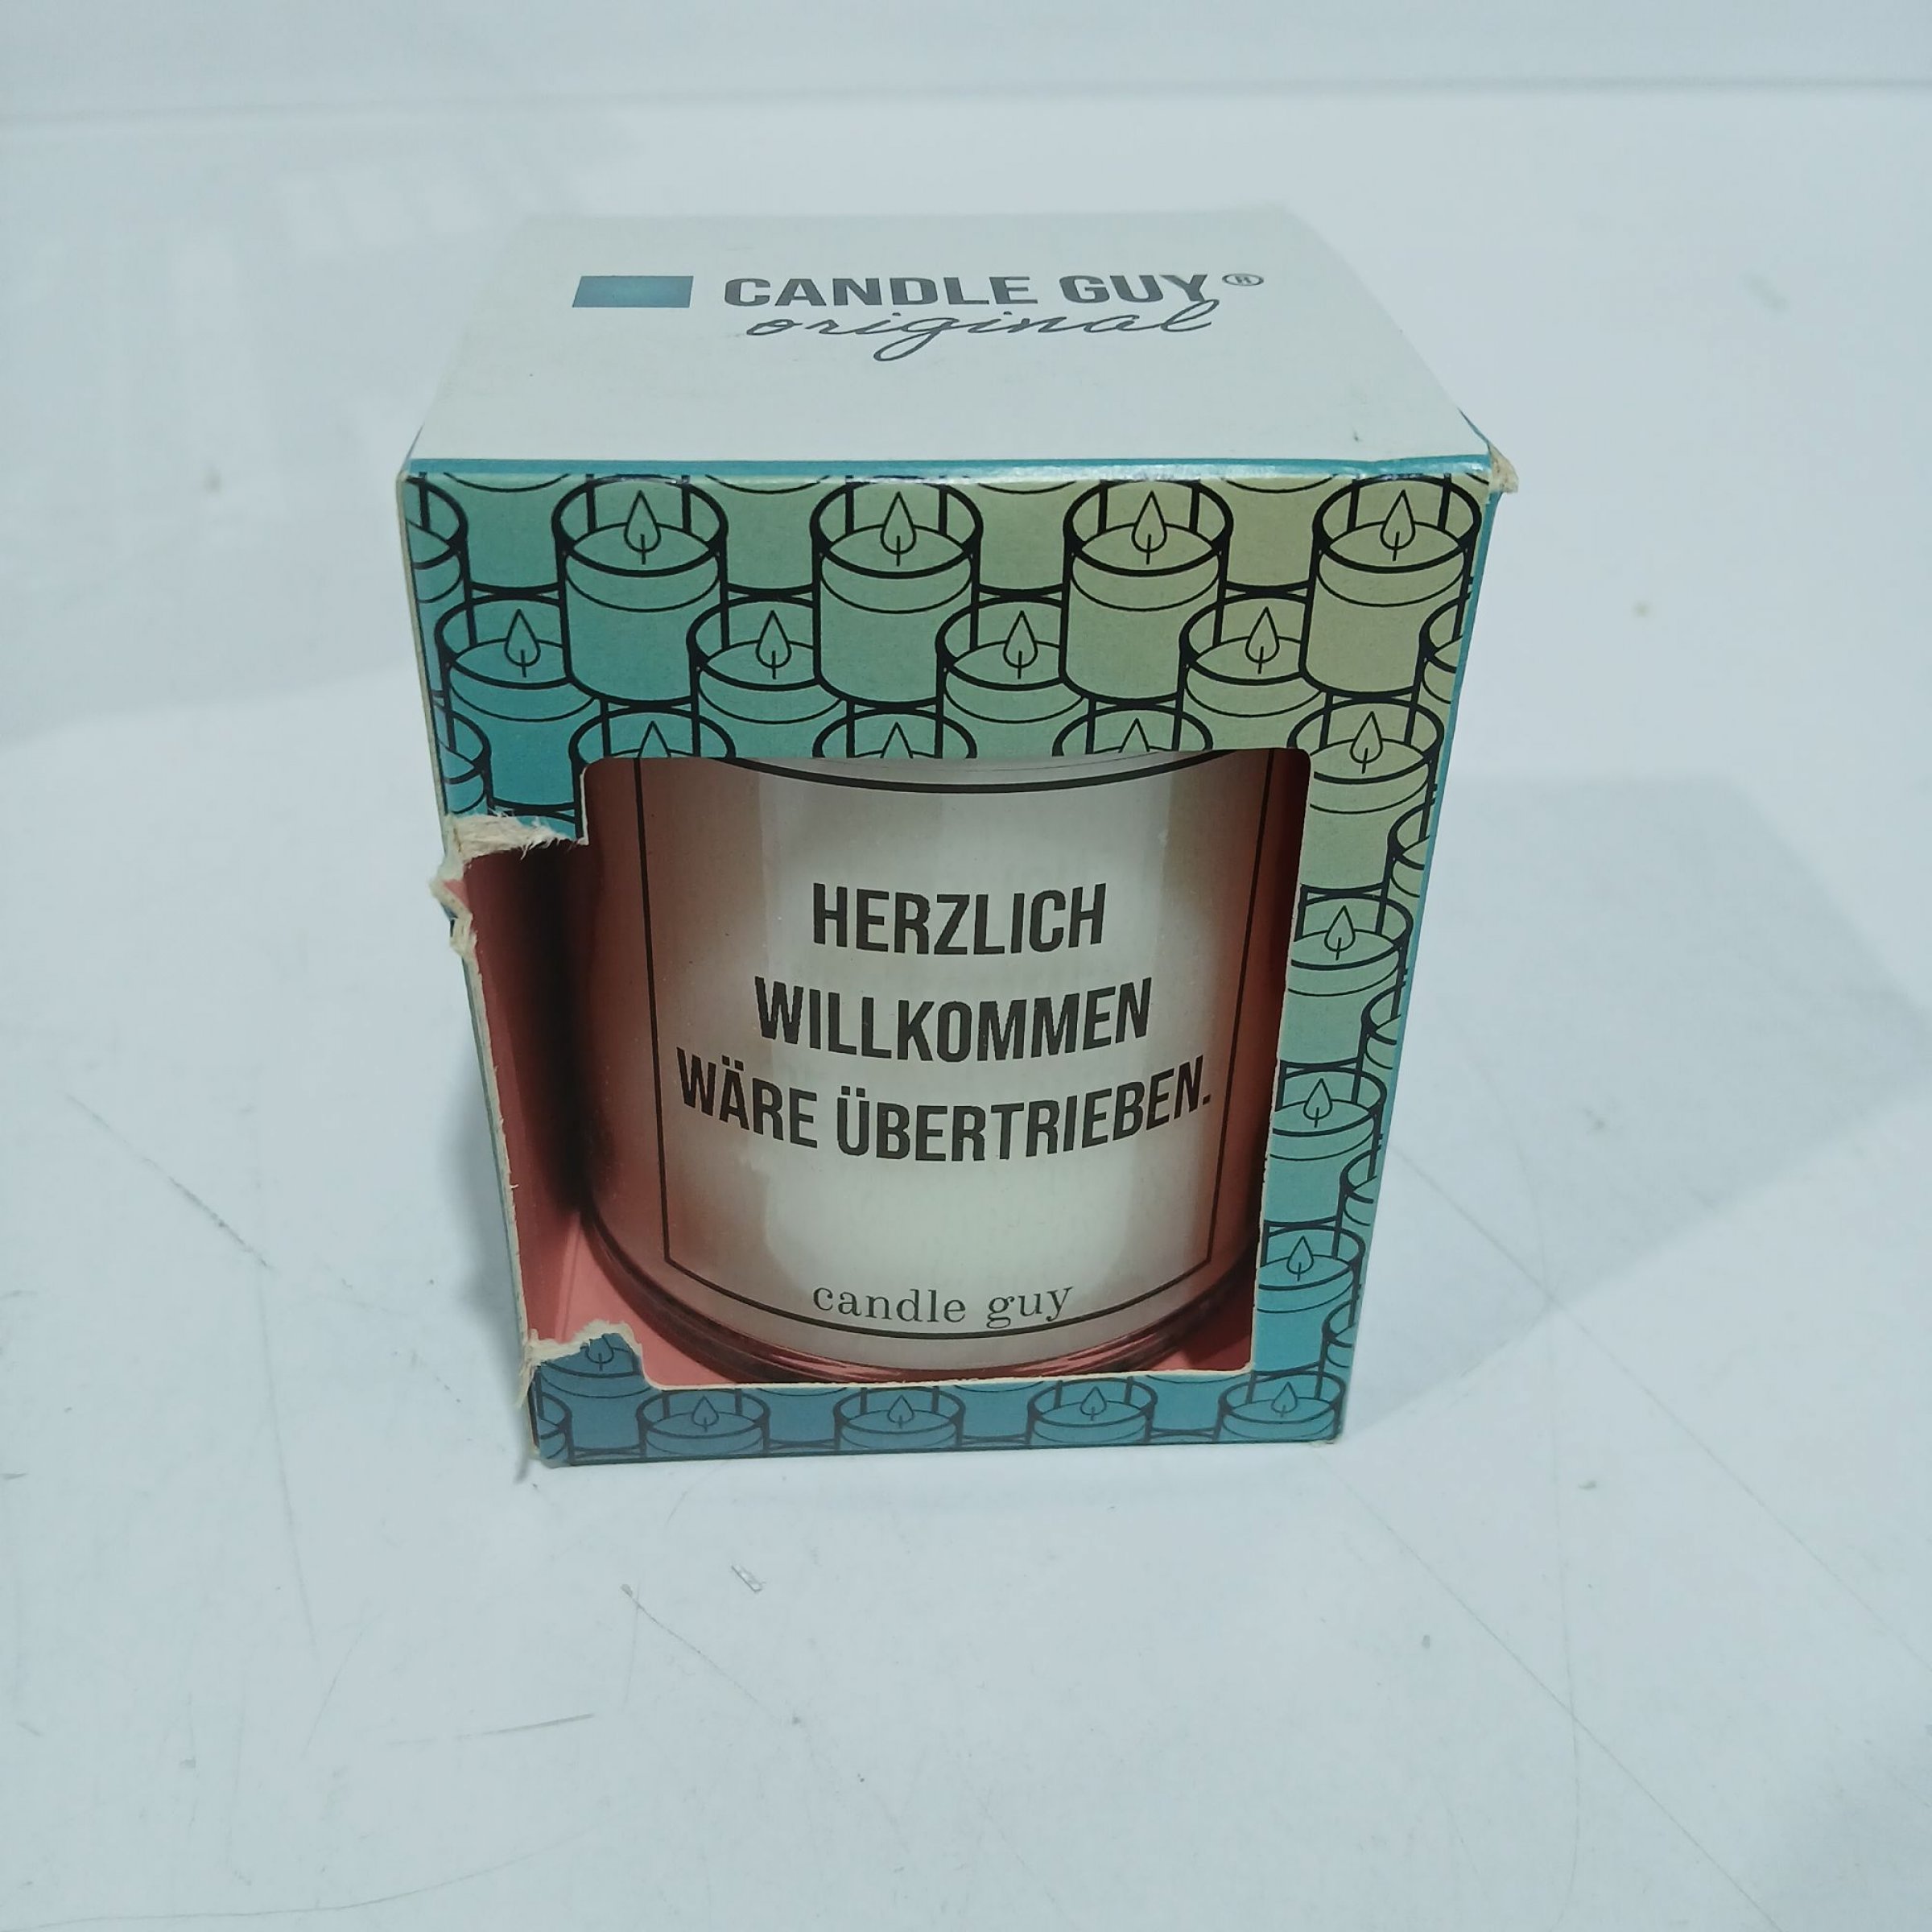 CANDLE GUY®
original
HERZLICH
WILLKOMMEN
WÄRE ÜBERTRIEBEN.
candle guy